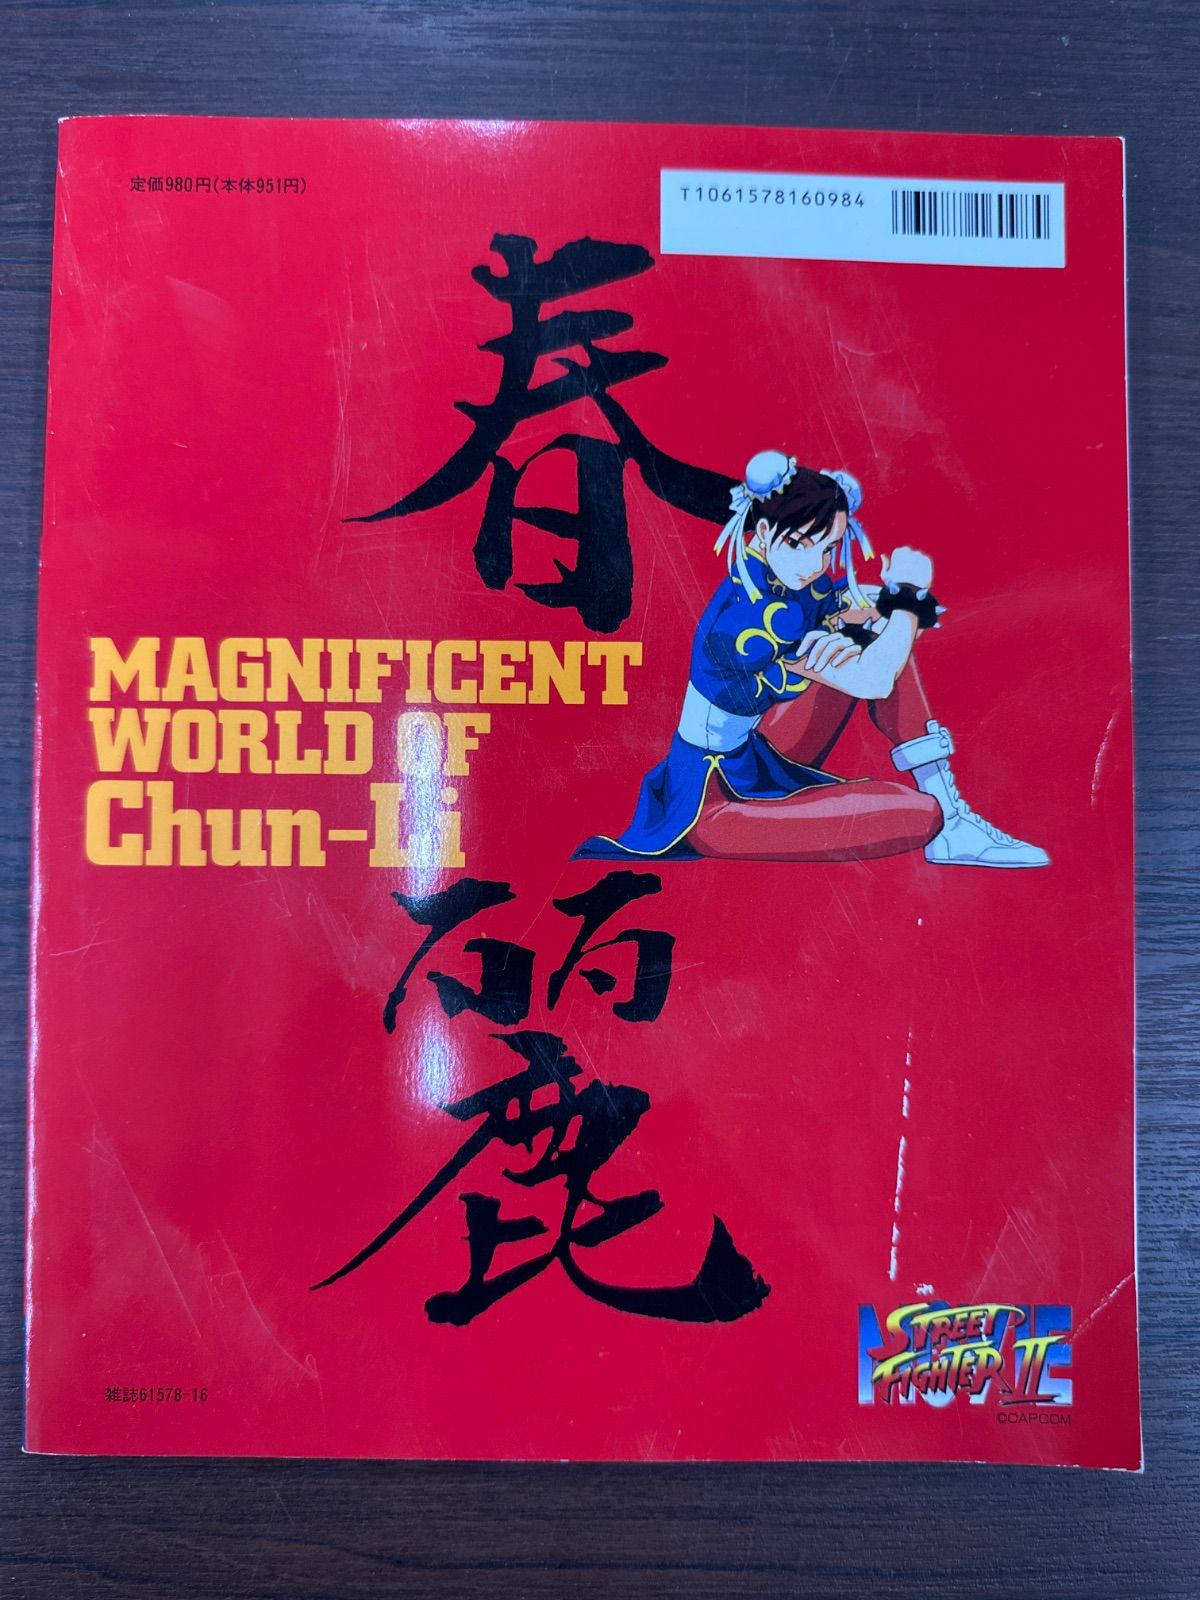 定価980円(本体951円)
T1061578160984
春
MAGNIFICENT
WORLD OF
Chun-Li
麗
MOVIE
STREET
FIGHTER II
©CAPCOM
雑誌61578-16